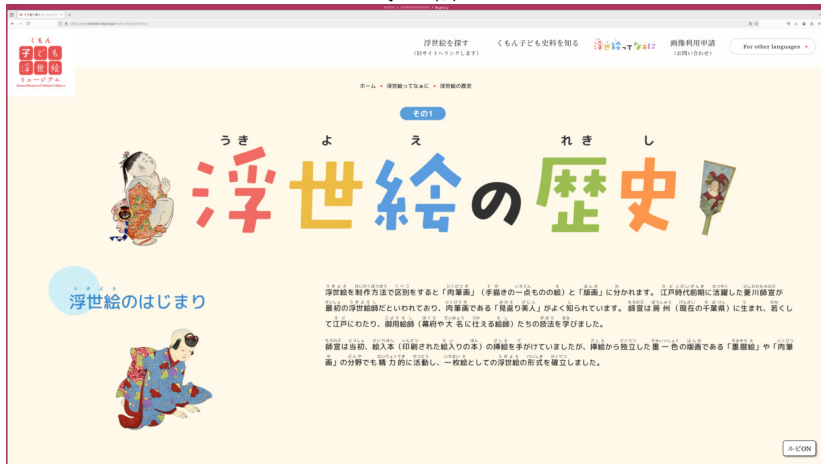 くもん
子ども
浮世絵
ミュージアム
浮世絵を探す
(旧サイトへリンクします)
くもん子ども史料を知る
浮世絵ってなぁに
画像利用申請
(お問い合わせ)
For other languages
ホーム 浮世絵ってなぁに 浮世絵の歴史
その1
うき よ え れき し
浮世絵の歴史
うきよえ
浮世絵のはじまり
浮世絵を制作方法で区別をすると「肉筆画」（手描きの一点ものの絵）と「版画」に分かれます。江戸時代前期に活躍した菱川師宣が
最初の浮世絵師だといわれており、肉筆画である「見返り美人」がよく知られています。師宣は房州（現在の千葉県）に生まれ、若くし
て江戸にわたり、御用絵師（幕府や大名に仕える絵師）たちの技法を学びました。
師宣は当初、絵入本（印刷された絵入りの本）の挿絵を手がけていましたが、挿絵から独立した墨一色の版画である「墨摺絵」や「肉筆
画」の分野でも精力的に活動し、一枚絵としての浮世絵の形式を確立しました。
ルビON